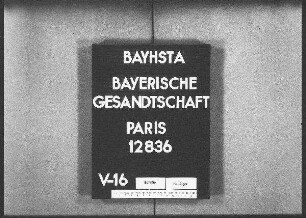 BAYHSTA
BAYERISCHE
GESANDTSCHAFT
PARIS
12836
V-16